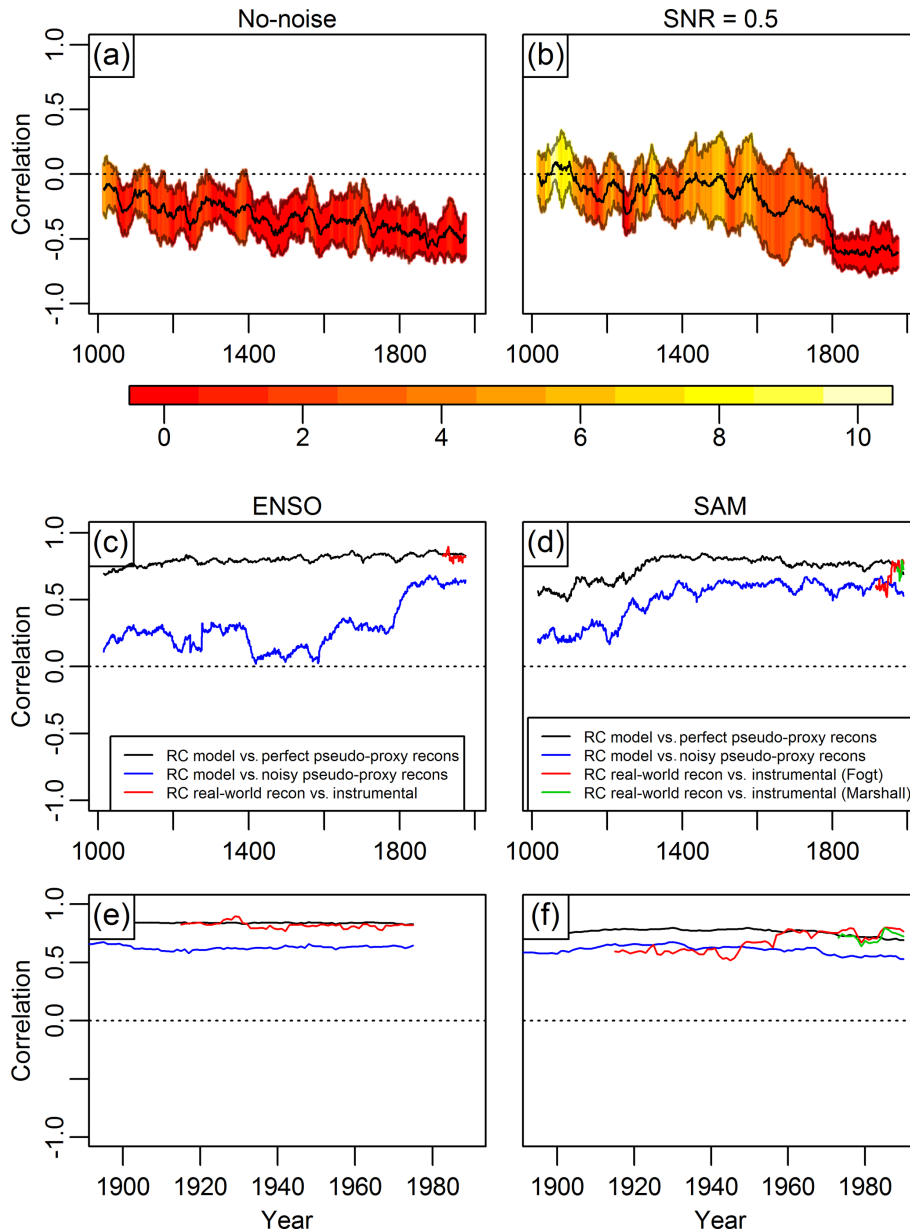 No-noise
SNR = 0.5
(a)
(b)
Correlation
1.0
0.5
0.0
-0.5
-1.0
1000
1400
1800
1000
1400
1800
0
2
4
6
8
10
ENSO
SAM
(c)
(d)
Correlation
1.0
0.5
0.0
-0.5
-1.0
RC model vs. perfect pseudo-proxy recons
RC model vs. noisy pseudo-proxy recons
RC real-world recon vs. instrumental
RC model vs. perfect pseudo-proxy recons
RC model vs. noisy pseudo-proxy recons
RC real-world recon vs. instrumental (Fogt)
RC real-world recon vs. instrumental (Marshall)
1000
1400
1800
1000
1400
1800
(e)
(f)
Correlation
1.0
0.5
0.0
-1.0
1900
1920
1940
1960
1980
1900
1920
1940
1960
1980
Year
Year